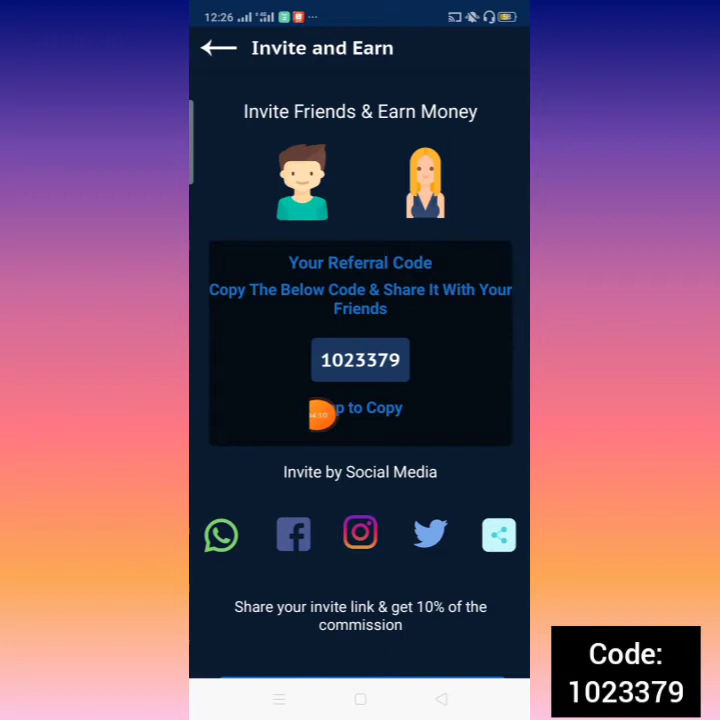 12:26
Invite and Earn
Invite Friends & Earn Money
Your Referral Code
Copy The Below Code & Share It With Your
Friends
1023379
p to Copy
Invite by Social Media
Share your invite link & get 10% of the
commission
Code:
1023379